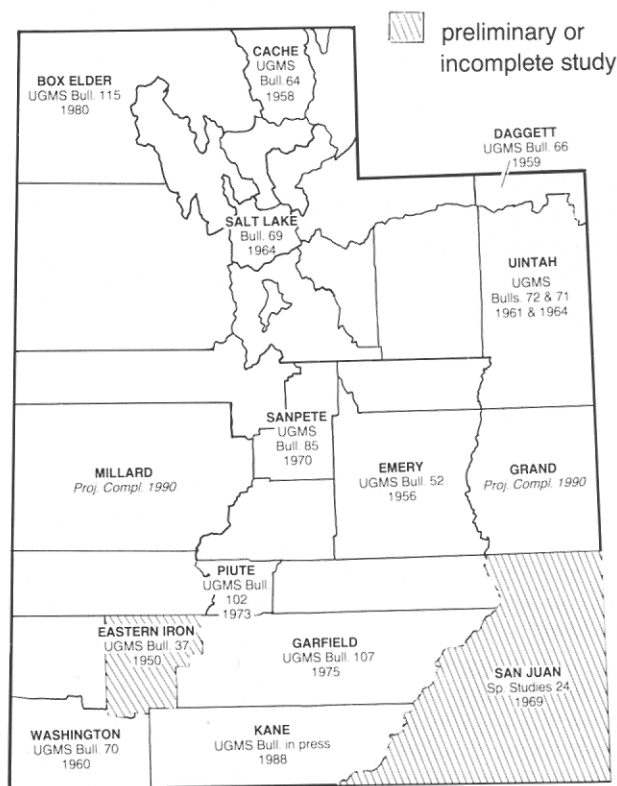 preliminary or
incomplete study
CACHE
UGMS
Bull. 64
1958
BOX ELDER
UGMS Bull. 115
1980
DAGGETT
UGMS Bull. 66
1959
SALT LAKE
Bull. 69
1964
UINTAH
UGMS
Bulls. 72 & 71
1961 & 1964
SANPETE
UGMS
Bull. 85
1970
MILLARD
Proj. Compl. 1990
EMERY
UGMS Bull. 52
1956
GRAND
Proj. Compl. 1990
PIUTE
UGMS Bull.
102
1973
EASTERN IRON
UGMS Bull. 37
1950
GARFIELD
UGMS Bull. 107
1975
SAN JUAN
Sp. Studies 24
1969
WASHINGTON
UGMS Bull. 70
1960
KANE
UGMS Bull. in press
1988